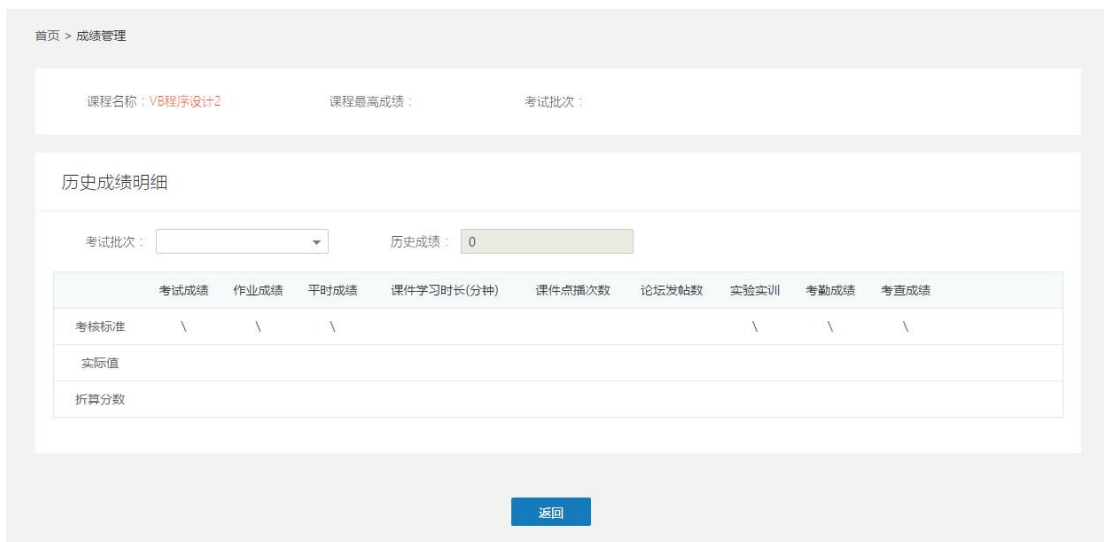 首页 > 成绩管理
课程名称：VB程序设计2 课程最高成绩： 考试批次：
历史成绩明细
考试批次： 历史成绩： 0
考试成绩 作业成绩 平时成绩 课件学习时长(分钟) 课件点播次数 论坛发帖数 实验实训 考勤成绩 考查成绩
考核标准 \ \ \ \ \ \
实际值
折算分数
返回